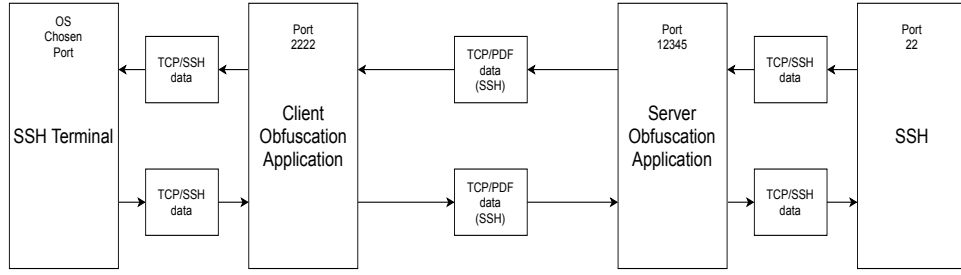 OS
Chosen
Port
SSH Terminal
TCP/SSH
data
TCP/SSH
data
Port
2222
Client
Obfuscation
Application
TCP/PDF
data
(SSH)
TCP/PDF
data
(SSH)
Port
12345
Server
Obfuscation
Application
TCP/SSH
data
TCP/SSH
data
Port
22
SSH